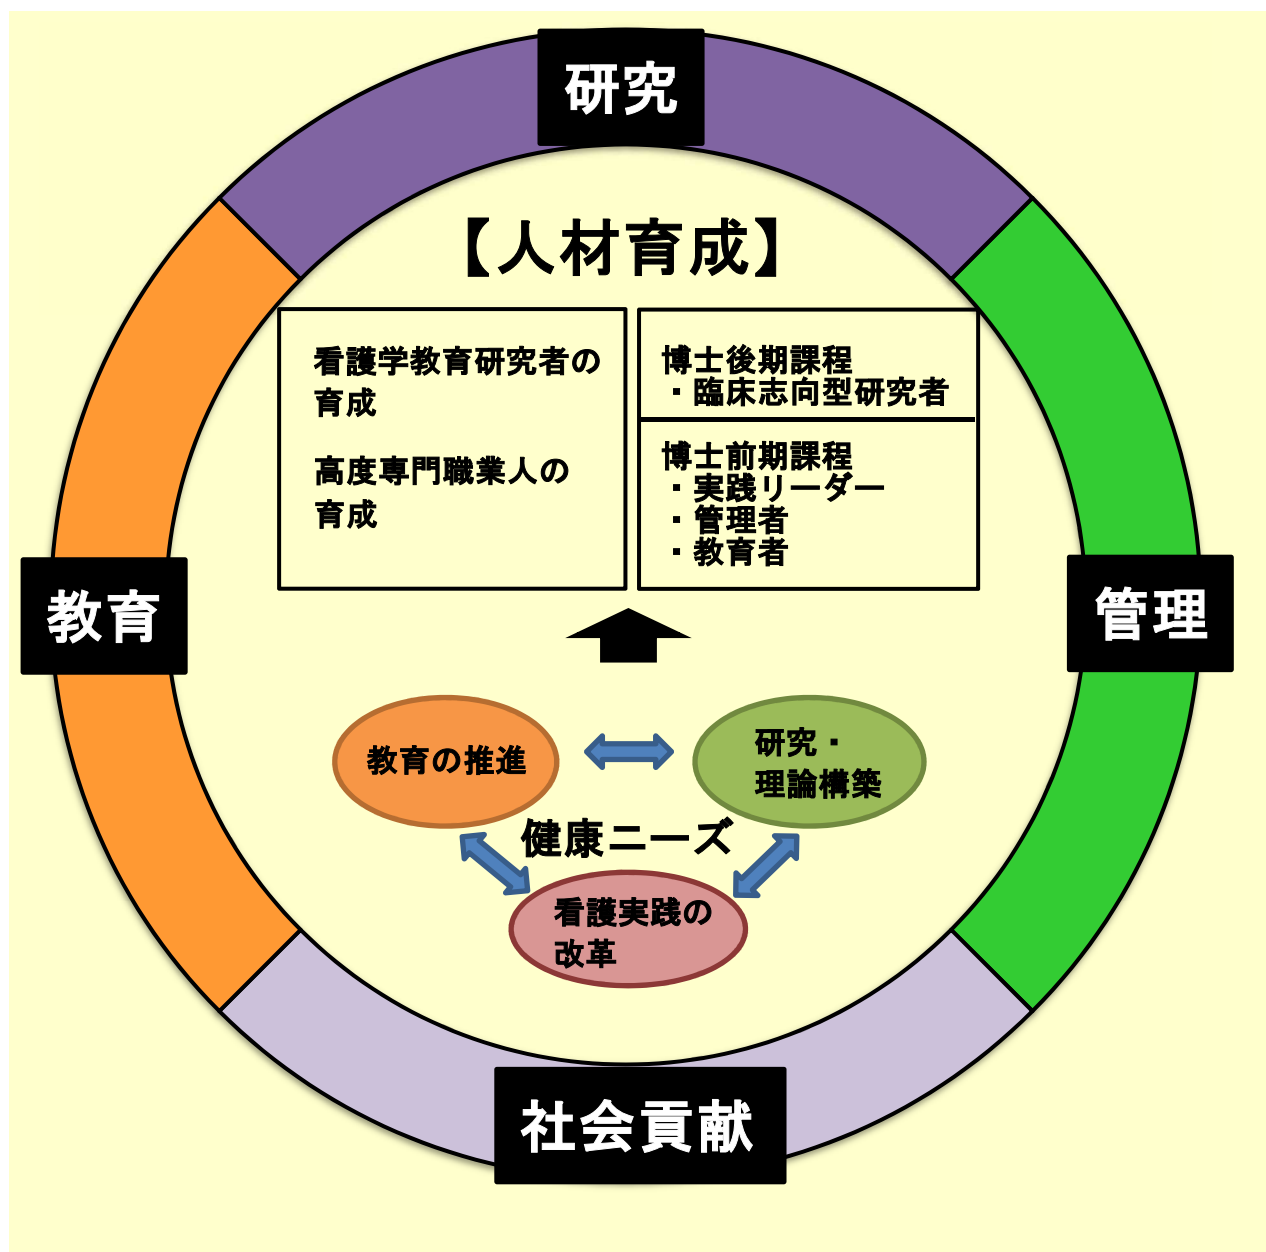 研究
【人材育成】
看護学教育研究者の
育成
高度専門職業人の
育成
博士後期課程
・臨床志向型研究者
博士前期課程
・実践リーダー
・管理者
・教育者
教育
管理
教育の推進
研究・
理論構築
健康ニーズ
看護実践の
改革
社会貢献